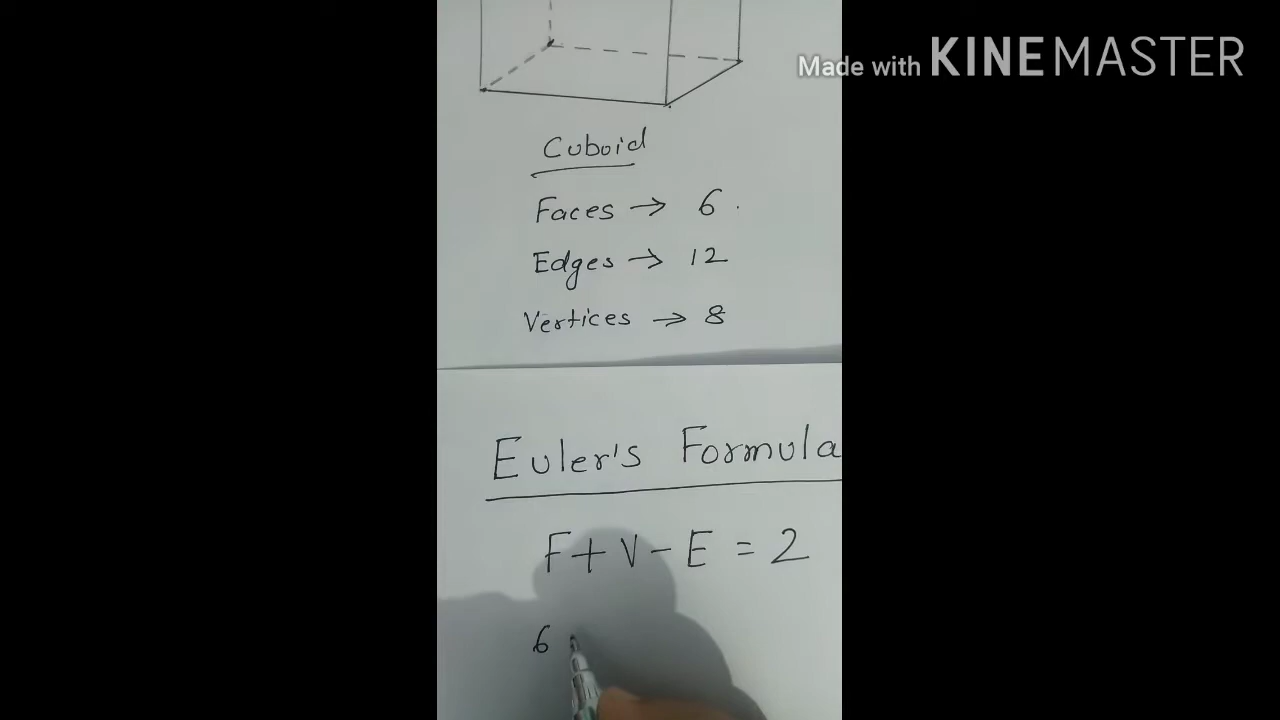 Made with KINEMASTER
Cuboid
Faces → 6.
Edges → 12
Vertices → 8
Euler's Formula
F+V-E=2
6